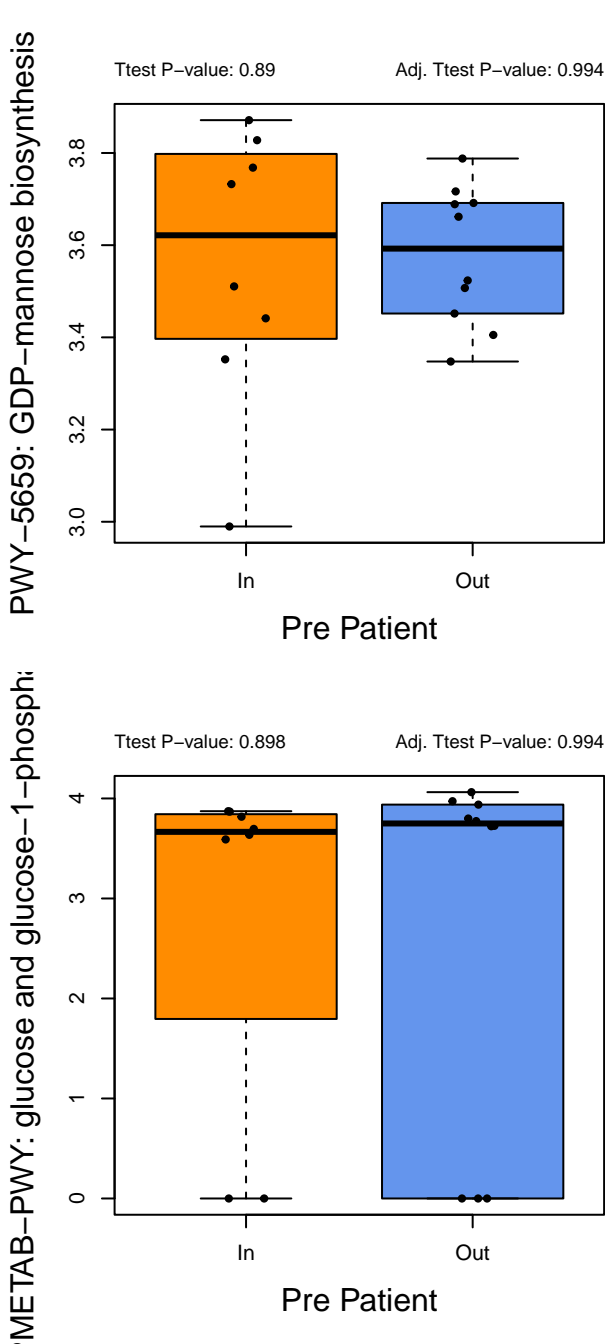 PWY−5659: GDP−mannose biosynthesis
Ttest P−value: 0.89
Adj. Ttest P−value: 0.994
3.8
3.6
3.4
3.2
3.0
In
Out
Pre Patient
METAB−PWY: glucose and glucose−1−phospha
Ttest P−value: 0.898
Adj. Ttest P−value: 0.994
4
3
2
1
0
In
Out
Pre Patient